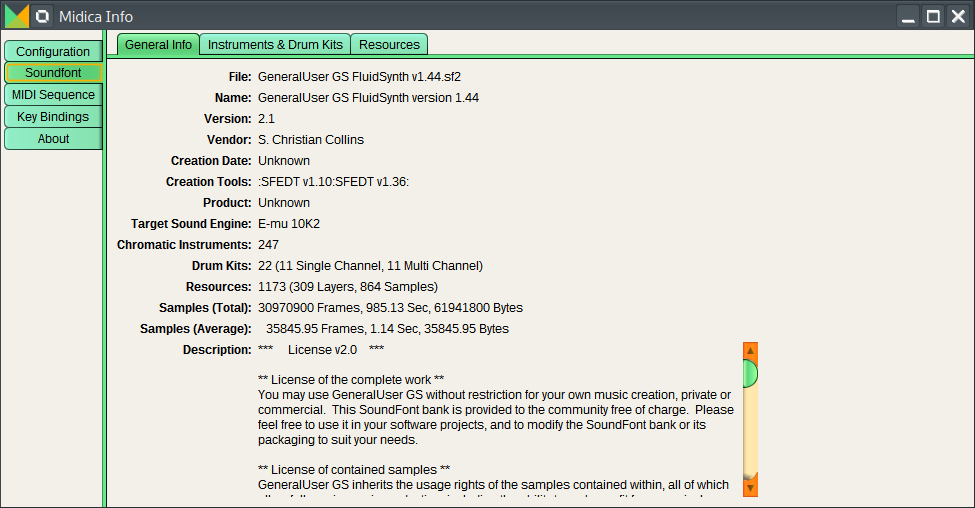 Midica Info
Configuration
Soundfont
MIDI Sequence
Key Bindings
About
General Info Instruments & Drum Kits Resources
File: GeneralUser GS FluidSynth v1.44.sf2
Name: GeneralUser GS FluidSynth version 1.44
Version: 2.1
Vendor: S. Christian Collins
Creation Date: Unknown
Creation Tools: :SFEDT v1.10:SFEDT v1.36:
Product: Unknown
Target Sound Engine: E-mu 10K2
Chromatic Instruments: 247
Drum Kits: 22 (11 Single Channel, 11 Multi Channel)
Resources: 1173 (309 Layers, 864 Samples)
Samples (Total): 30970900 Frames, 985.13 Sec, 61941800 Bytes
Samples (Average): 35845.95 Frames, 1.14 Sec, 35845.95 Bytes
Description: *** License v2.0 ***
** License of the complete work **
You may use GeneralUser GS without restriction for your own music creation, private or
commercial. This SoundFont bank is provided to the community free of charge. Please
feel free to use it in your software projects, and to modify the SoundFont bank or its
packaging to suit your needs.
** License of contained samples **
GeneralUser GS inherits the usage rights of the samples contained within, all of which